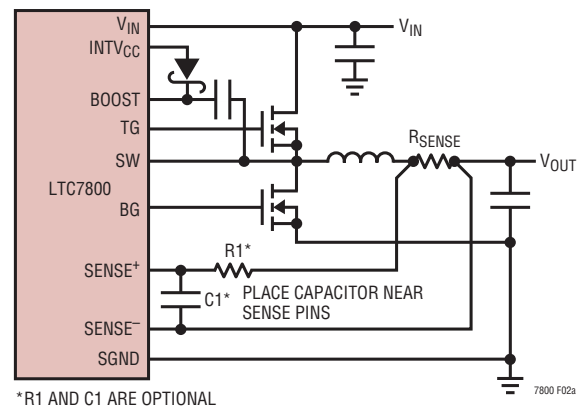 VIN
VIN
INTVCC
BOOST
TG
RSENSE
SW
VOUT
LTC7800
BG
R1*
SENSE+
C1*
PLACE CAPACITOR NEAR
SENSE PINS
SENSE–
SGND
7800 F02a
*R1 AND C1 ARE OPTIONAL